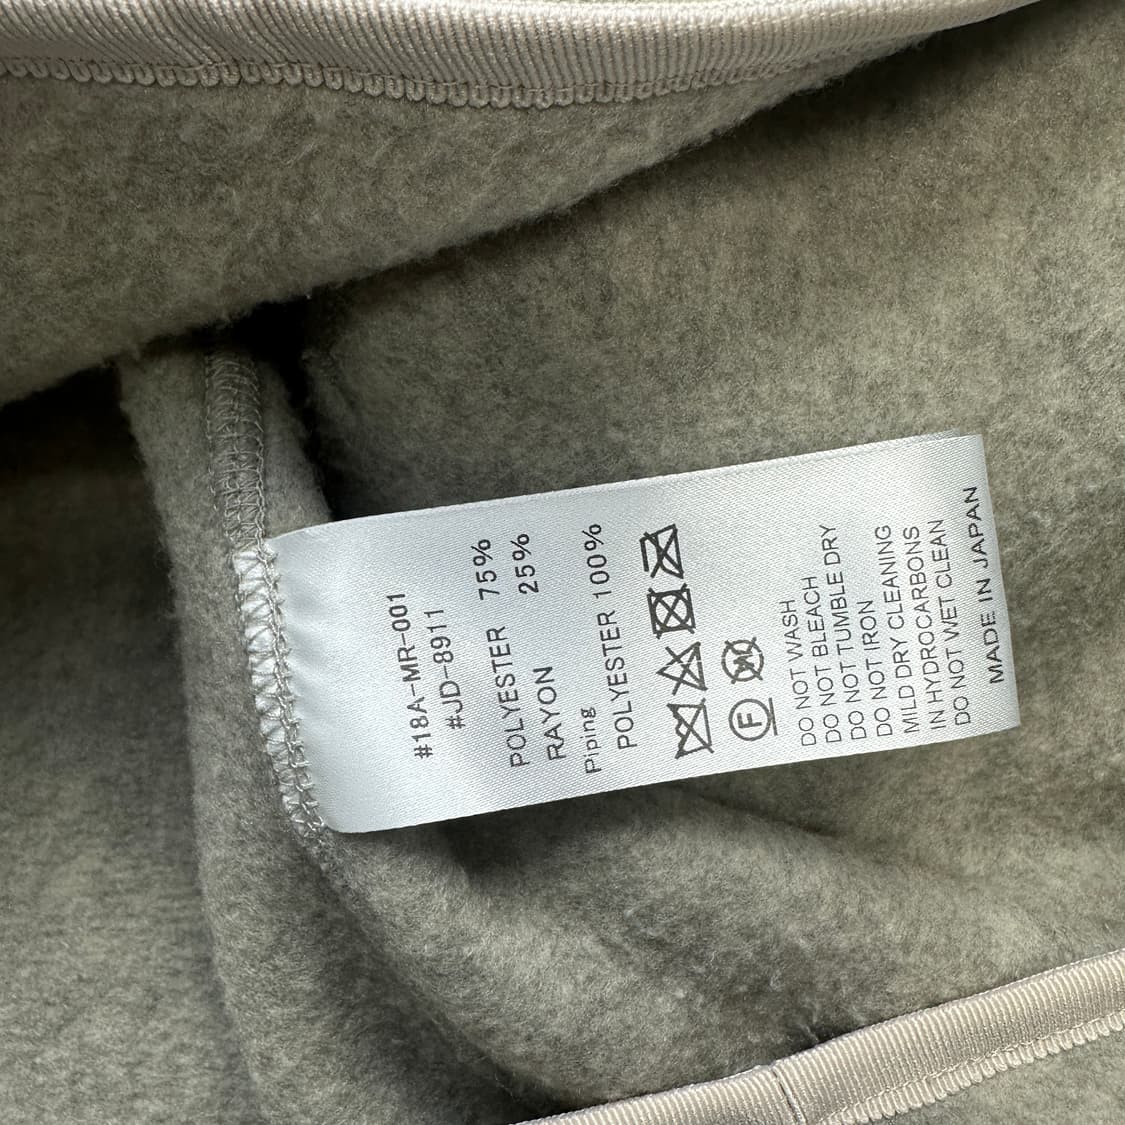 #18A-MR-001
#JD-8911
POLYESTER 75%
RAYON 25%
Piping
POLYESTER 100%
F W
DO NOT WASH
DO NOT BLEACH
DO NOT TUMBLE DRY
DO NOT IRON
MILD DRY CLEANING
IN HYDROCARBONS
DO NOT WET CLEAN
MADE IN JAPAN